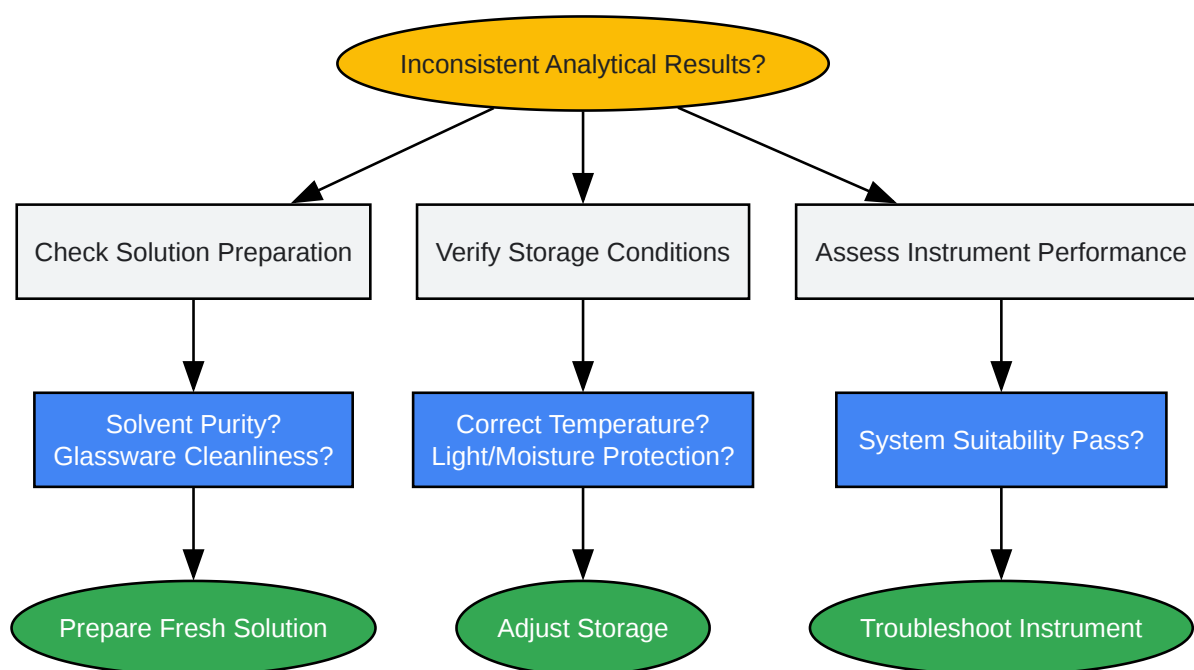 Inconsistent Analytical Results?
Check Solution Preparation
Verify Storage Conditions
Assess Instrument Performance
Solvent Purity?
Glassware Cleanliness?
Correct Temperature?
Light/Moisture Protection?
System Suitability Pass?
Prepare Fresh Solution
Adjust Storage
Troubleshoot Instrument